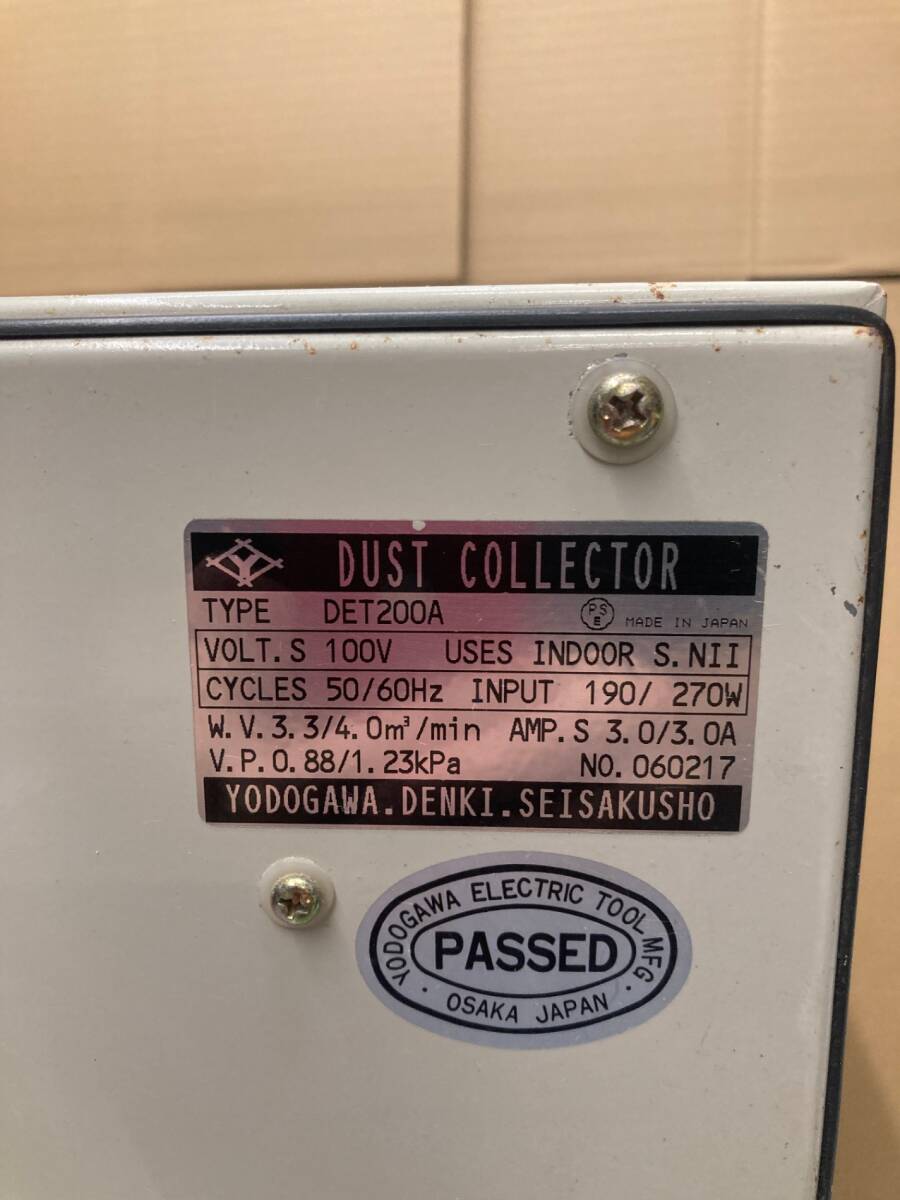 DUST COLLECTOR
TYPE DET200A PS E MADE IN JAPAN
VOLT.S 100V USES INDOOR S.NII
CYCLES 50/60Hz INPUT 190/ 270W
W.V.3.3/4.0m³/min AMP.S 3.0/3.0A
V.P.0.88/1.23kPa NO.060217
YODOGAWA.DENKI.SEISAKUSHO
YODOGAWA ELECTRIC TOOL MFG.
PASSED
OSAKA JAPAN